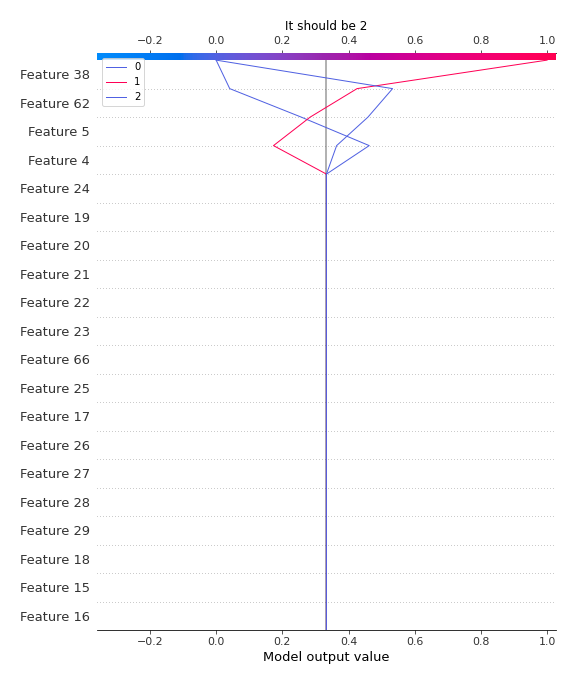 It should be 2
−0.2 0.0 0.2 0.4 0.6 0.8 1.0
0
1
2
Feature 38
Feature 62
Feature 5
Feature 4
Feature 24
Feature 19
Feature 20
Feature 21
Feature 22
Feature 23
Feature 66
Feature 25
Feature 17
Feature 26
Feature 27
Feature 28
Feature 29
Feature 18
Feature 15
Feature 16
−0.2 0.0 0.2 0.4 0.6 0.8 1.0
Model output value